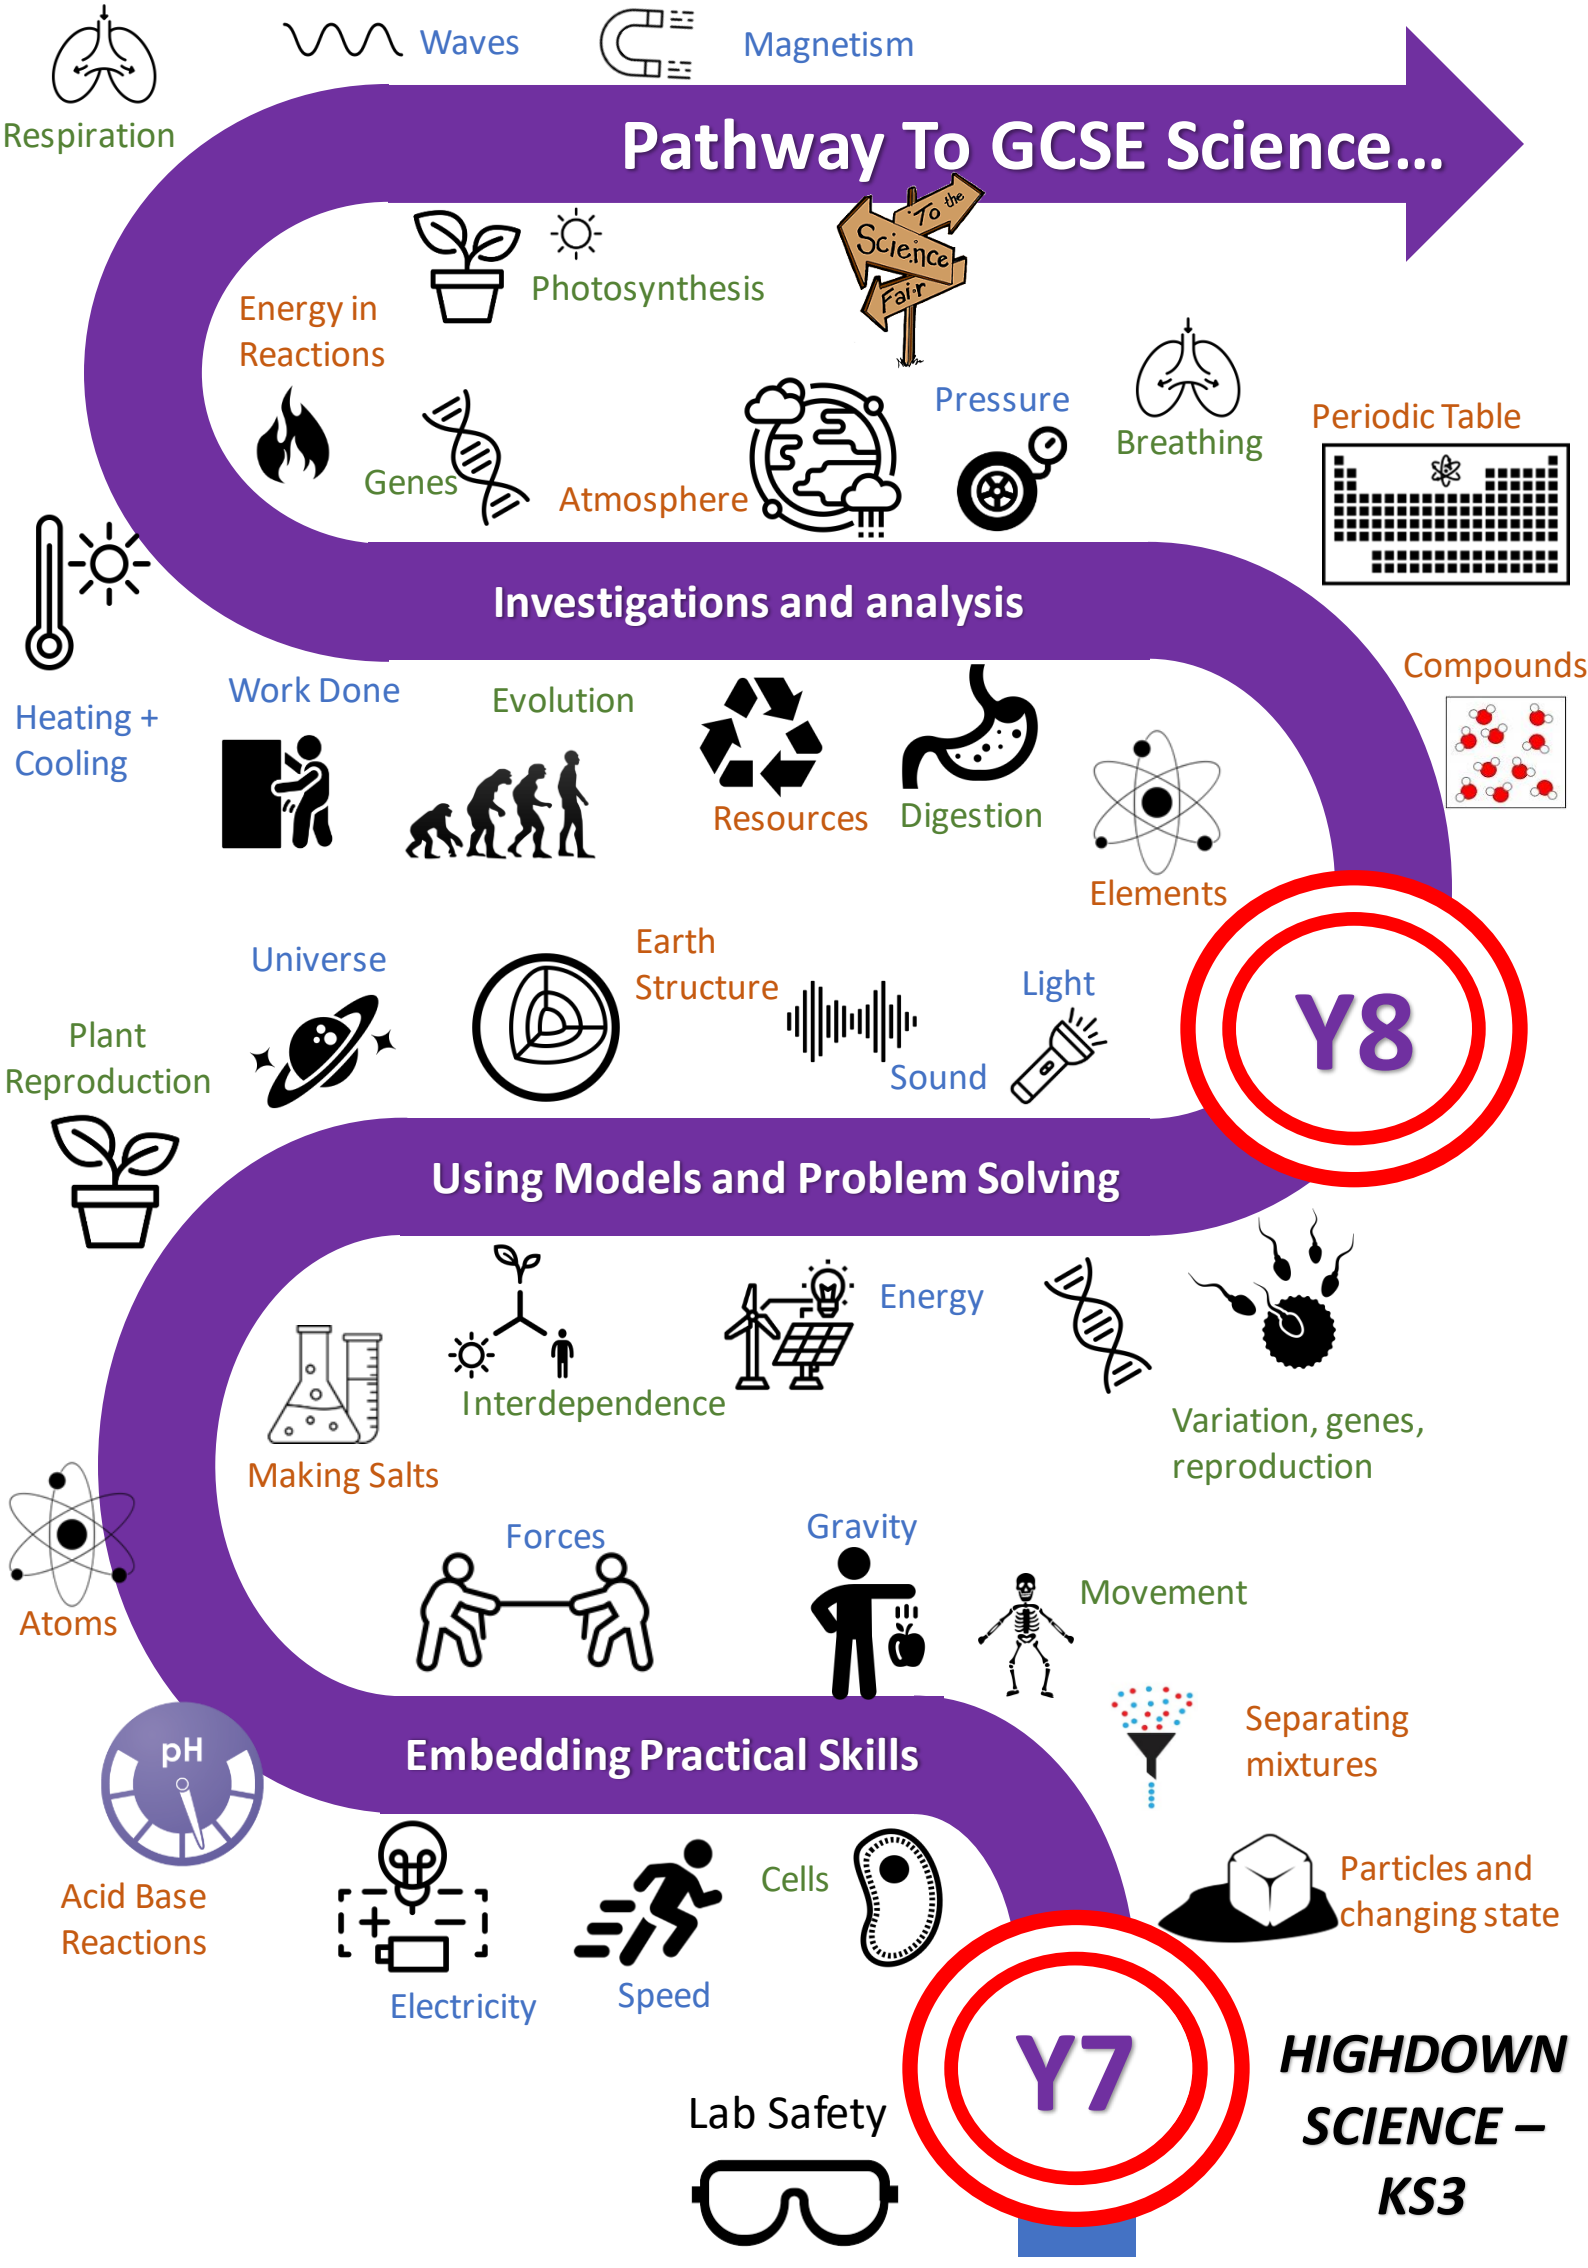 Waves
Magnetism
Respiration
Pathway To GCSE Science...
To the
Science
Fair
Photosynthesis
Energy in
Reactions
Pressure
Breathing
Periodic Table
Genes
Atmosphere
Investigations and analysis
Compounds
Work Done
Evolution
Heating +
Cooling
Resources
Digestion
Elements
Earth
Structure
Universe
Light
Sound
Y8
Plant
Reproduction
Using Models and Problem Solving
Energy
Interdependence
Variation, genes,
reproduction
Making Salts
Forces
Gravity
Movement
Atoms
Separating
mixtures
pH
Embedding Practical Skills
Cells
Particles and
changing state
Acid Base
Reactions
Electricity
Speed
Y7
Lab Safety
HIGHDOWN
SCIENCE –
KS3